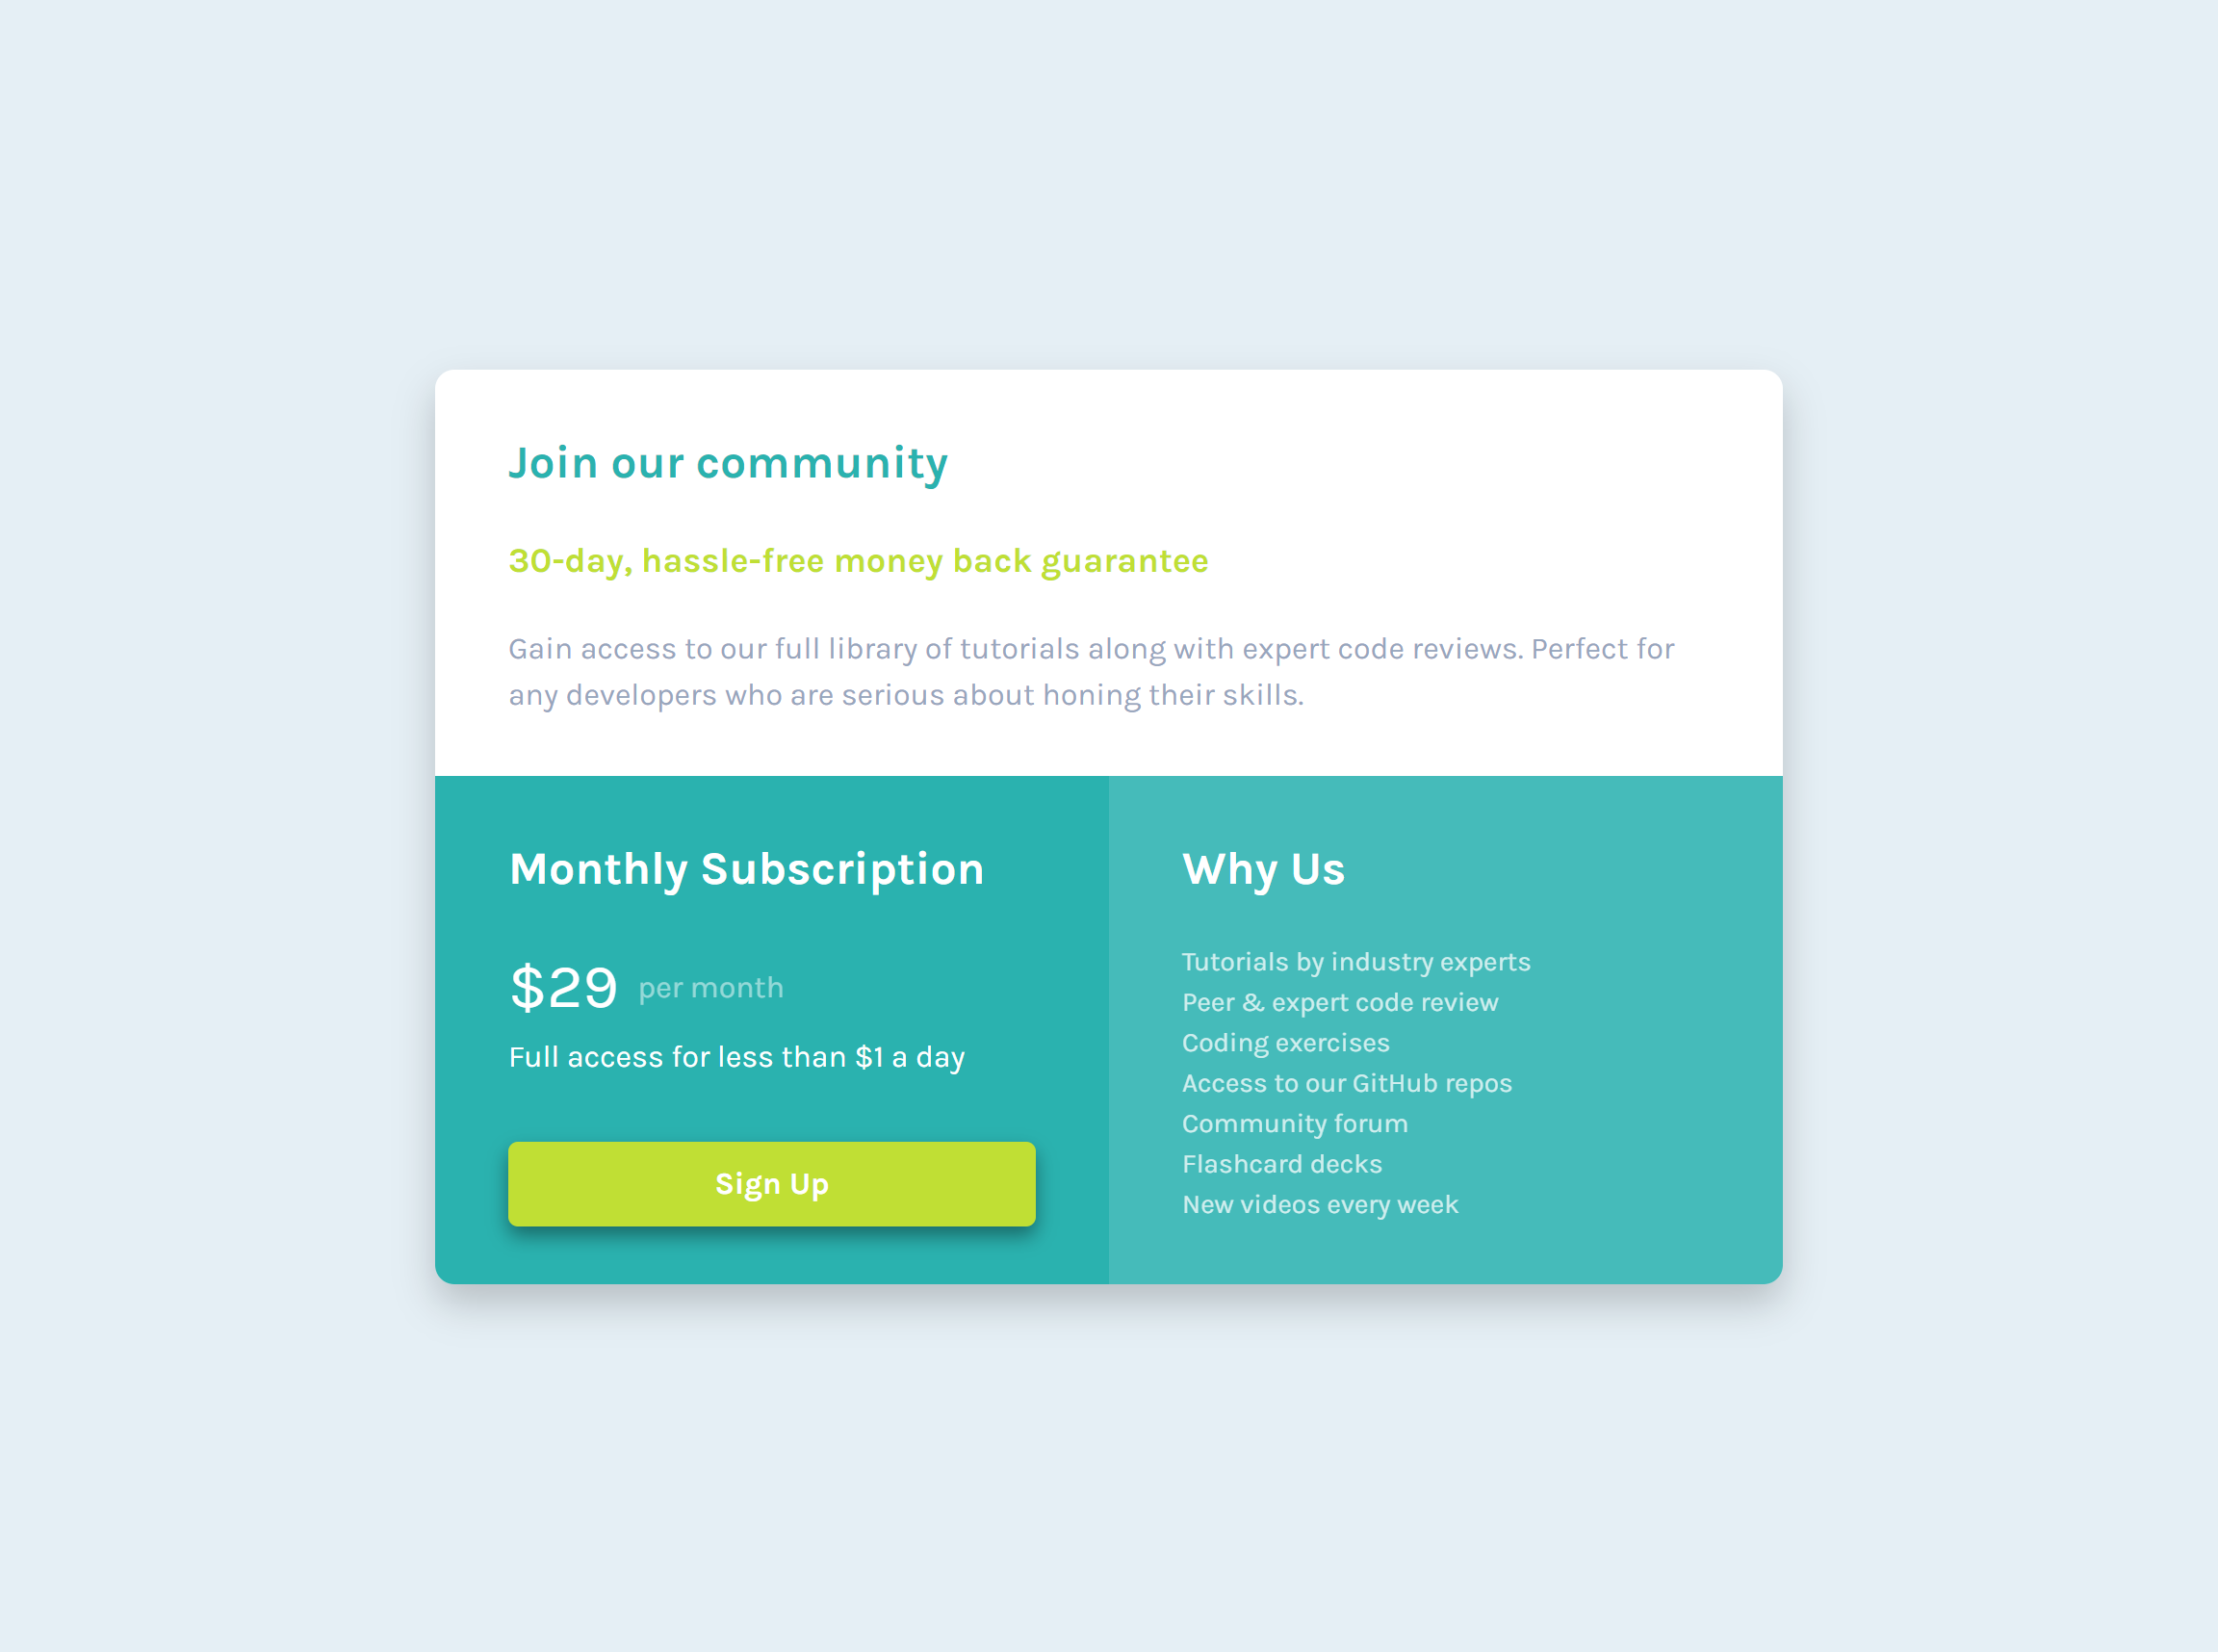 Join our community
30-day, hassle-free money back guarantee
Gain access to our full library of tutorials along with expert code reviews. Perfect for
any developers who are serious about honing their skills.
Monthly Subscription
$29 per month
Full access for less than $1 a day
Sign Up
Why Us
Tutorials by industry experts
Peer & expert code review
Coding exercises
Access to our GitHub repos
Community forum
Flashcard decks
New videos every week